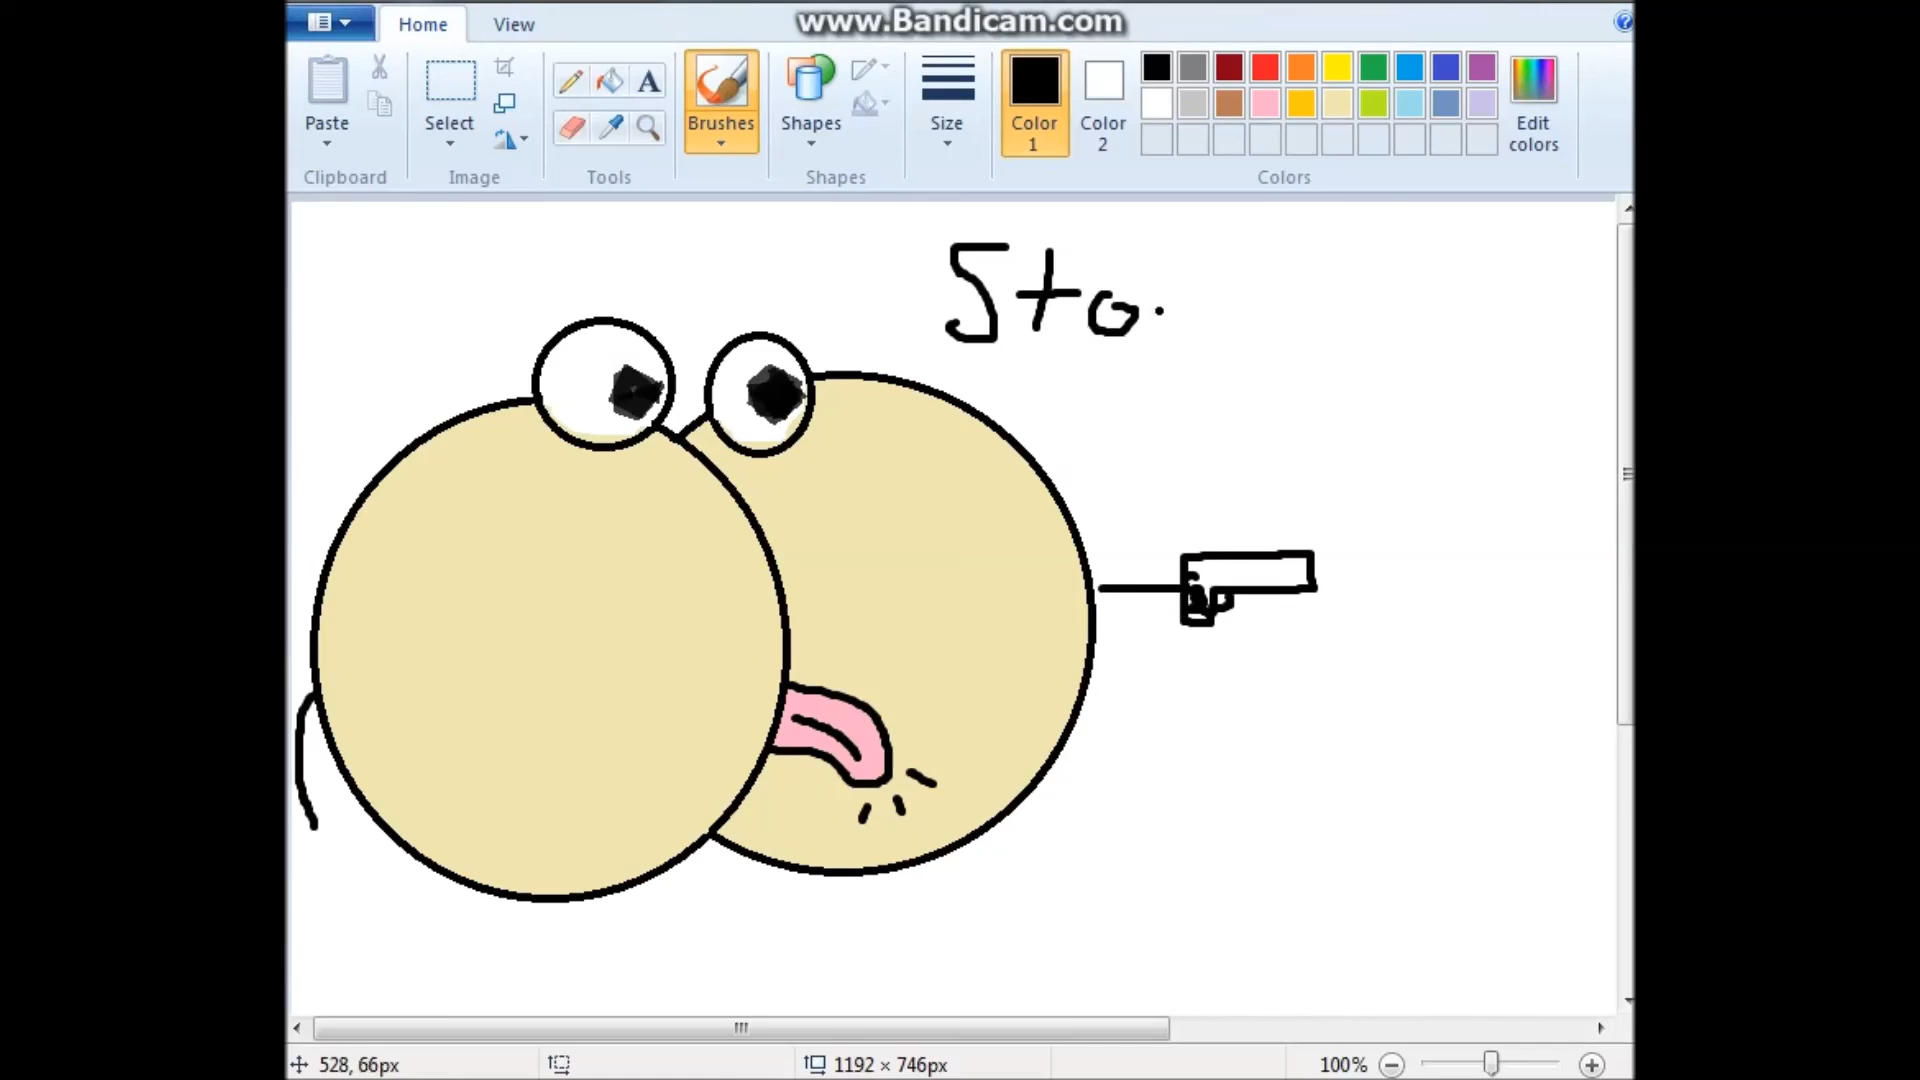 www.Bandicam.com
Home View
Paste Select A Brushes Shapes Size Color 1 Color 2 Edit colors
Clipboard Image Tools Shapes Colors
Sto.
528, 66px 1192 × 746px 100%